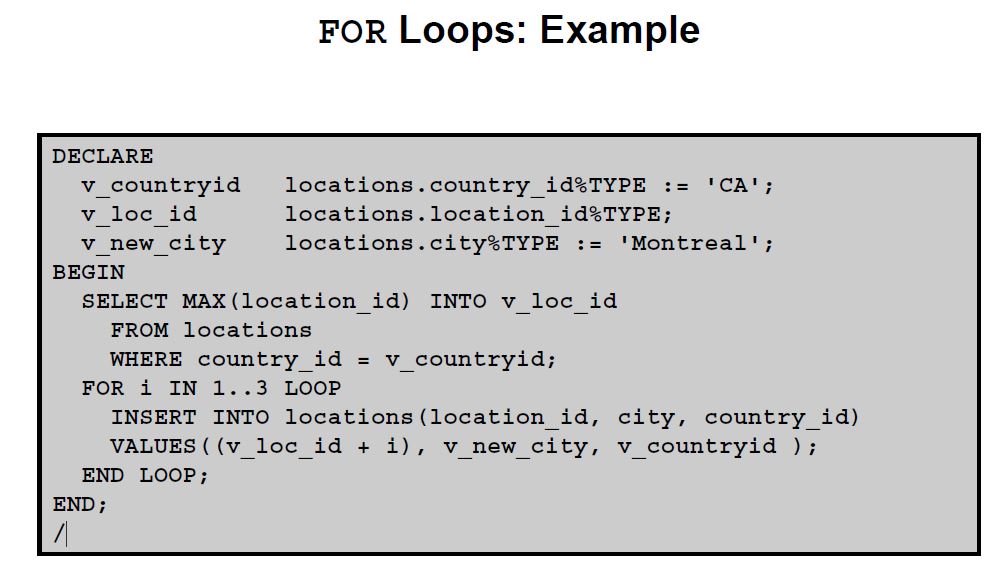 FOR Loops: Example
DECLARE
  v_countryid   locations.country_id%TYPE := 'CA';
  v_loc_id      locations.location_id%TYPE;
  v_new_city    locations.city%TYPE := 'Montreal';
BEGIN
  SELECT MAX(location_id) INTO v_loc_id
    FROM locations
    WHERE country_id = v_countryid;
  FOR i IN 1..3 LOOP
    INSERT INTO locations(location_id, city, country_id)
    VALUES((v_loc_id + i), v_new_city, v_countryid );
  END LOOP;
END;
/